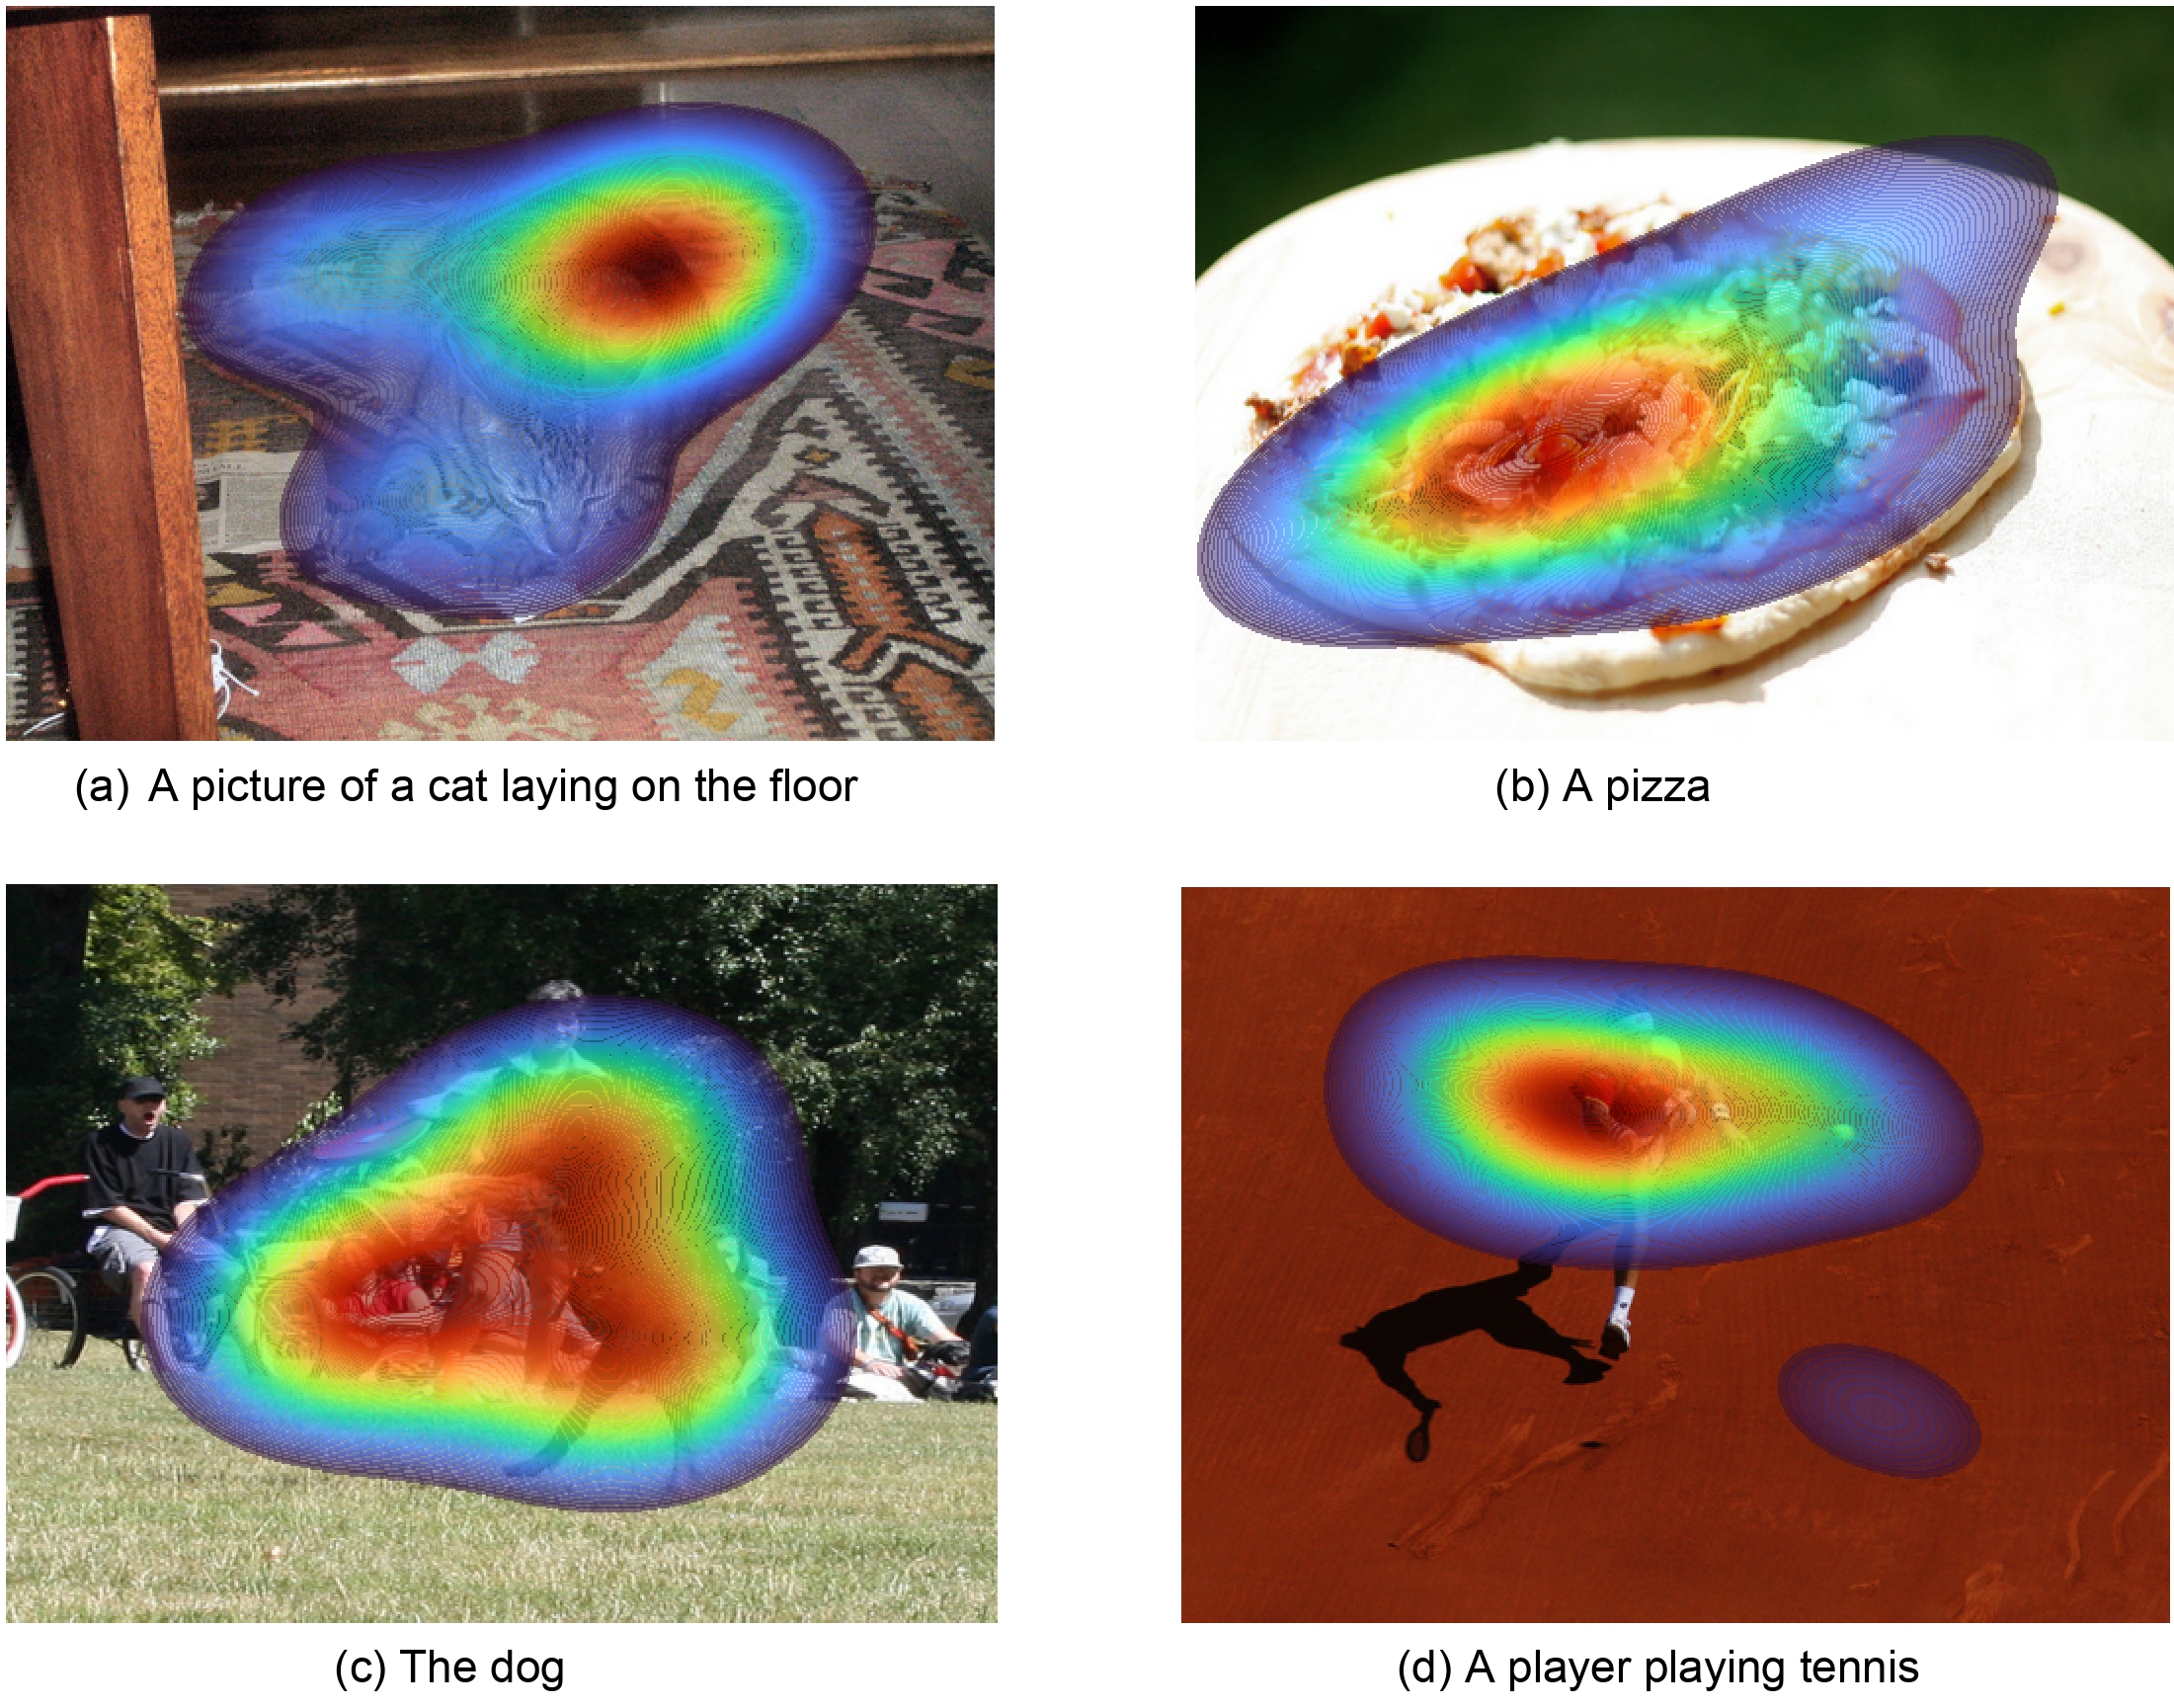 (a) A picture of a cat laying on the floor
(b) A pizza
(c) The dog
(d) A player playing tennis